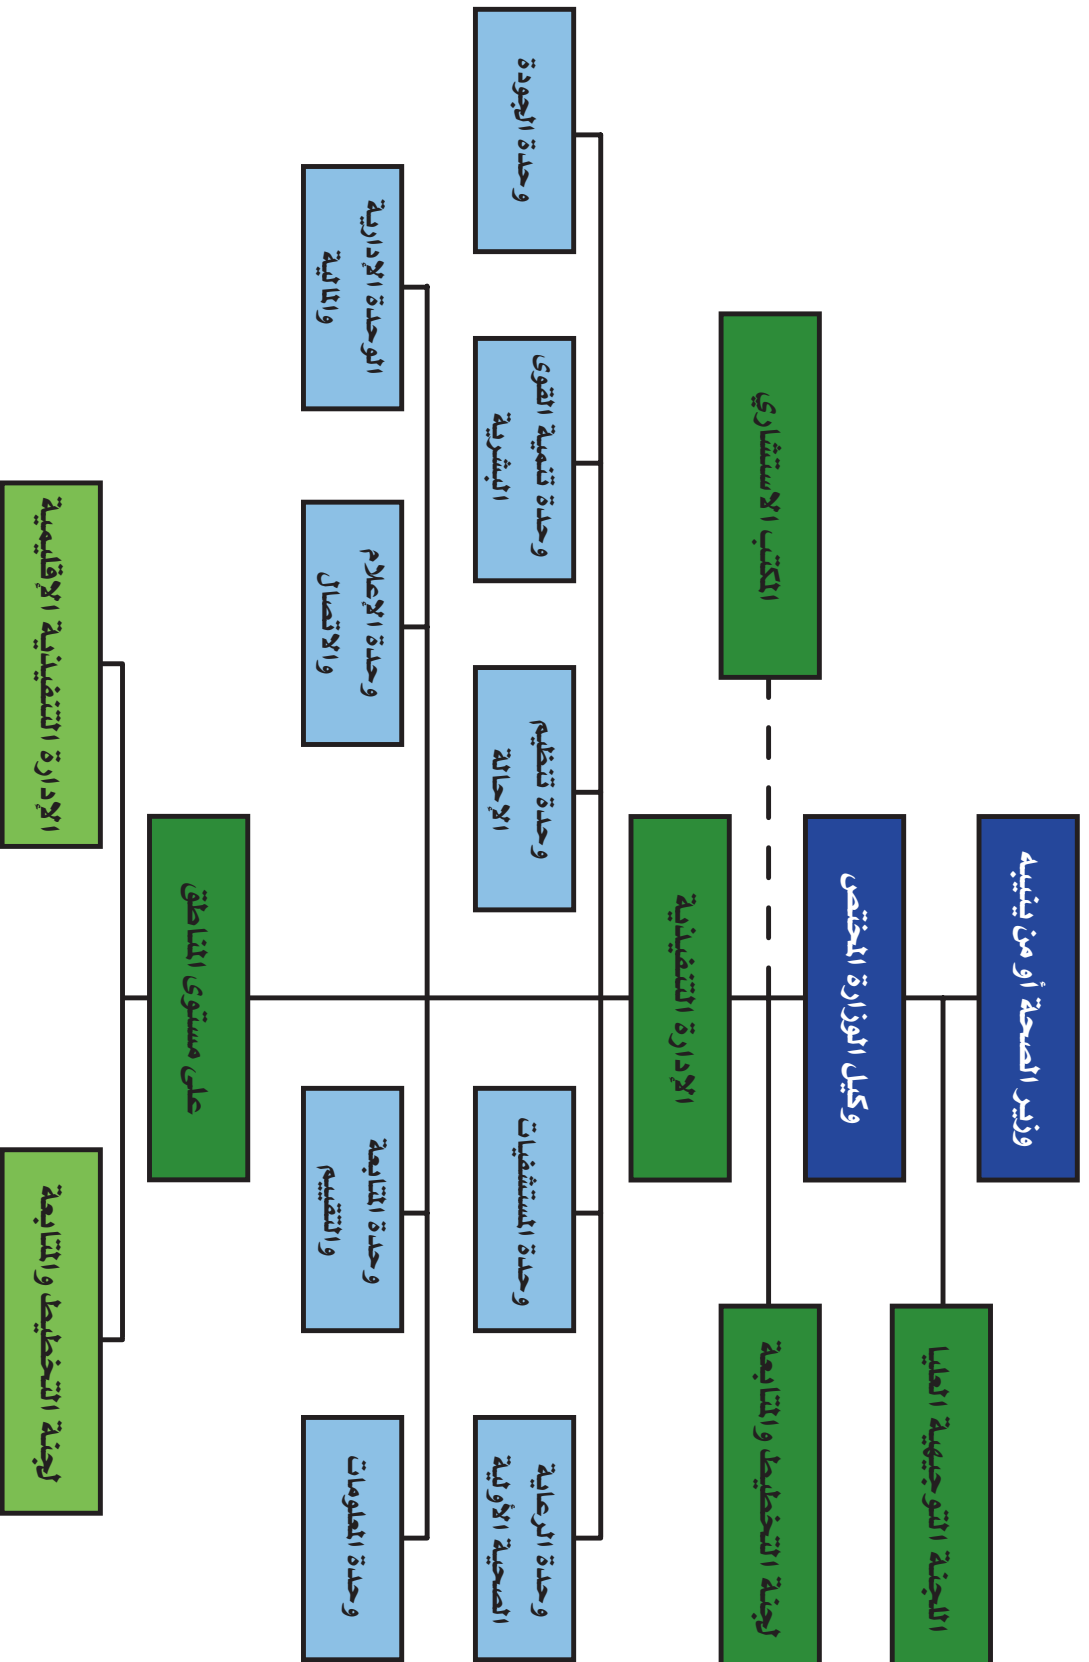 وزير الصحة أو من ينيبه
اللجنة التوجيهية العليا
وكيل الوزارة المختص
لجنة التخطيط والمتابعة
المكتب الاستشاري
الإدارة التنفيذية
وحدة الرعاية
الصحية الأولية
وحدة المستشفيات
وحدة تنظيم
الإحالة
وحدة تنمية القوى
البشرية
وحدة الجودة
وحدة المعلومات
وحدة المتابعة
والتقييم
وحدة الإعلام
والاتصال
الوحدة الإدارية
والمالية
على مستوى المناطق
لجنة التخطيط والمتابعة
الإدارة التنفيذية الإقليمية